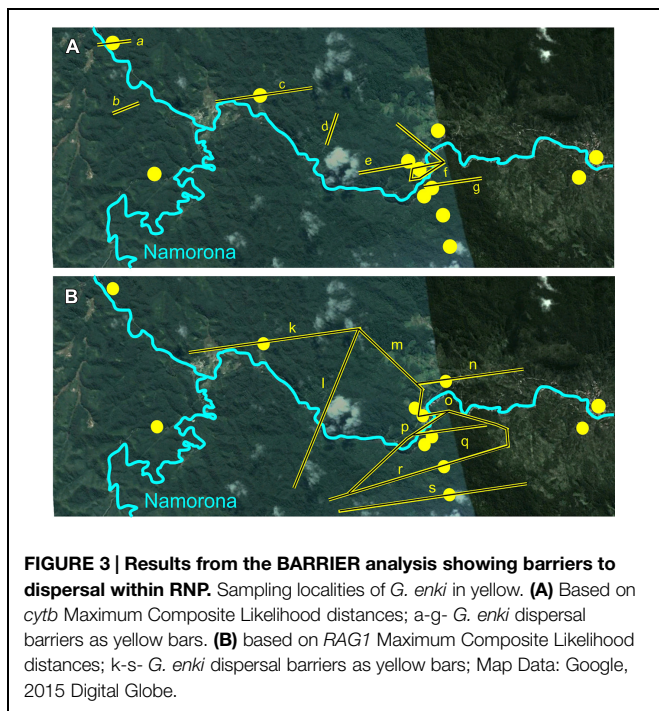 A
a
b
c
d
e
f
g
Namorona
B
k
m
n
l
o
p
q
r
s
Namorona
FIGURE 3 | Results from the BARRIER analysis showing barriers to
dispersal within RNP. Sampling localities of G. enki in yellow. (A) Based on
cytb Maximum Composite Likelihood distances; a-g- G. enki dispersal
barriers as yellow bars. (B) based on RAG1 Maximum Composite Likelihood
distances; k-s- G. enki dispersal barriers as yellow bars; Map Data: Google,
2015 Digital Globe.